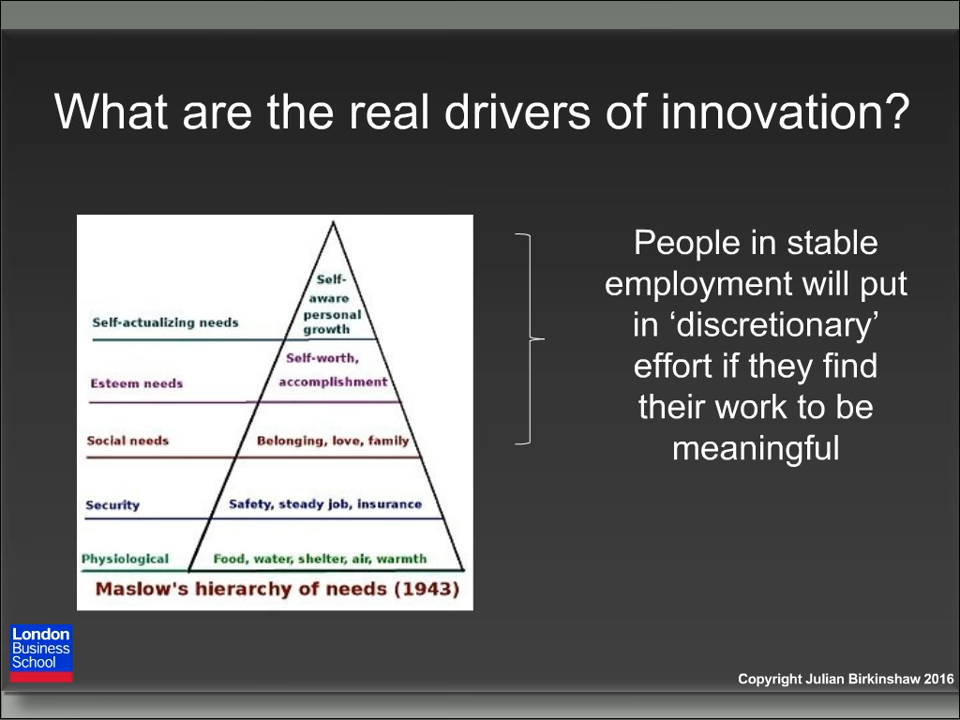 What are the real drivers of innovation?
Self-
aware
personal
growth
Self-actualizing needs
Self-worth,
accomplishment
Esteem needs
Social needs
Belonging, love, family
Security
Safety, steady job, insurance
Physiological
Food, water, shelter, air, warmth
Maslow's hierarchy of needs (1943)
People in stable
employment will put
in ‘discretionary’
effort if they find
their work to be
meaningful
London
Business
School
Copyright Julian Birkinshaw 2016